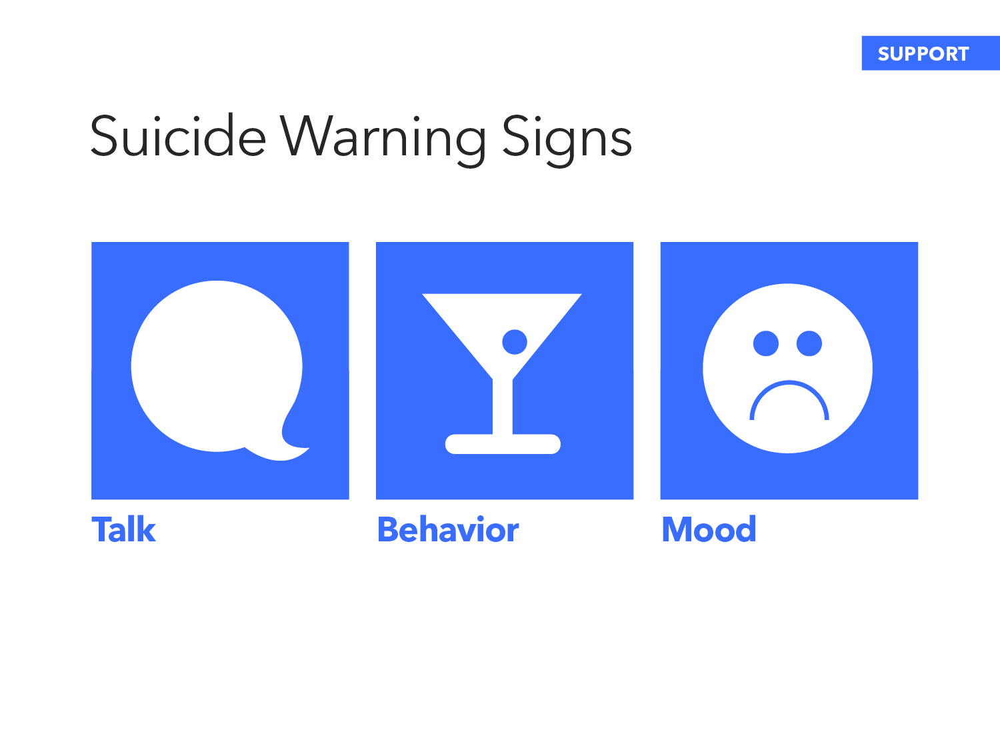 SUPPORT
Suicide Warning Signs
Talk
Behavior
Mood